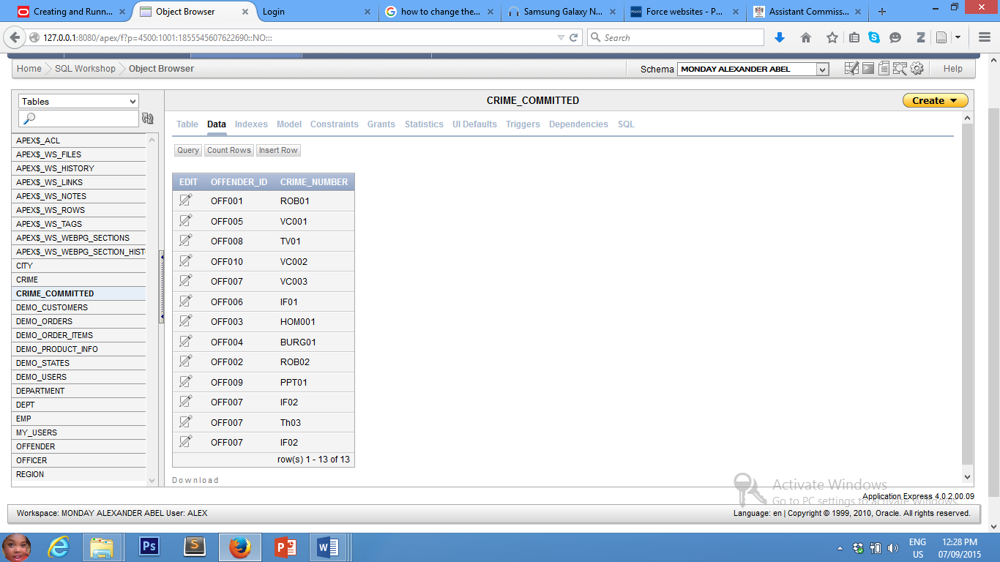 Creating and Runn...
Object Browser
Login
how to change the...
Samsung Galaxy N...
Force websites - P...
Assistant Commiss...
127.0.0.1:8080/apex/f?p=4500:1001:1855545607622690::NO:::
Search
Home SQL Workshop Object Browser
Schema MONDAY ALEXANDER ABEL
Help
Tables
APEX$_ACL
APEX$_WS_FILES
APEX$_WS_HISTORY
APEX$_WS_LINKS
APEX$_WS_NOTES
APEX$_WS_ROWS
APEX$_WS_TAGS
APEX$_WS_WEBPG_SECTIONS
APEX$_WS_WEBPG_SECTION_HIST
CITY
CRIME
CRIME_COMMITTED
DEMO_CUSTOMERS
DEMO_ORDERS
DEMO_ORDER_ITEMS
DEMO_PRODUCT_INFO
DEMO_STATES
DEMO_USERS
DEPARTMENT
DEPT
EMP
MY_USERS
OFFENDER
OFFICER
REGION
CRIME_COMMITTED
Create
Table Data Indexes Model Constraints Grants Statistics UI Defaults Triggers Dependencies SQL
Query Count Rows Insert Row
EDIT OFFENDER_ID CRIME_NUMBER
OFF001 ROB01
OFF005 VC001
OFF008 TV01
OFF010 VC002
OFF007 VC003
OFF006 IF01
OFF003 HOM001
OFF004 BURG01
OFF002 ROB02
OFF009 PPT01
OFF007 IF02
OFF007 Th03
OFF007 IF02
row(s) 1 - 13 of 13
Download
Activate Windows
Go to PC settings to activate Windows.
Application Express 4.0.2.00.09
Workspace: MONDAY ALEXANDER ABEL User: ALEX
Language: en | Copyright © 1999, 2010, Oracle. All rights reserved.
ENG
US
12:28 PM
07/09/2015